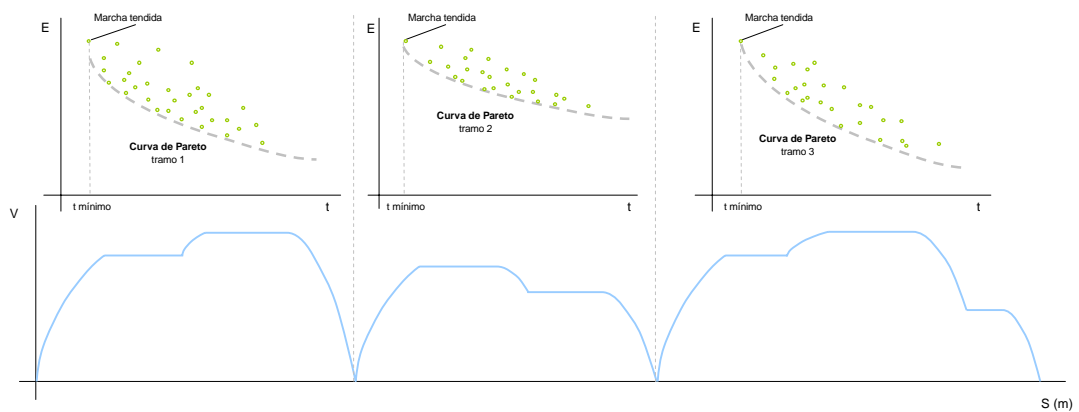 Marcha tendida
E
Curva de Pareto
tramo 1
t mínimo
t
Marcha tendida
E
Curva de Pareto
tramo 2
t mínimo
t
Marcha tendida
E
Curva de Pareto
tramo 3
t mínimo
t
V
S (m)